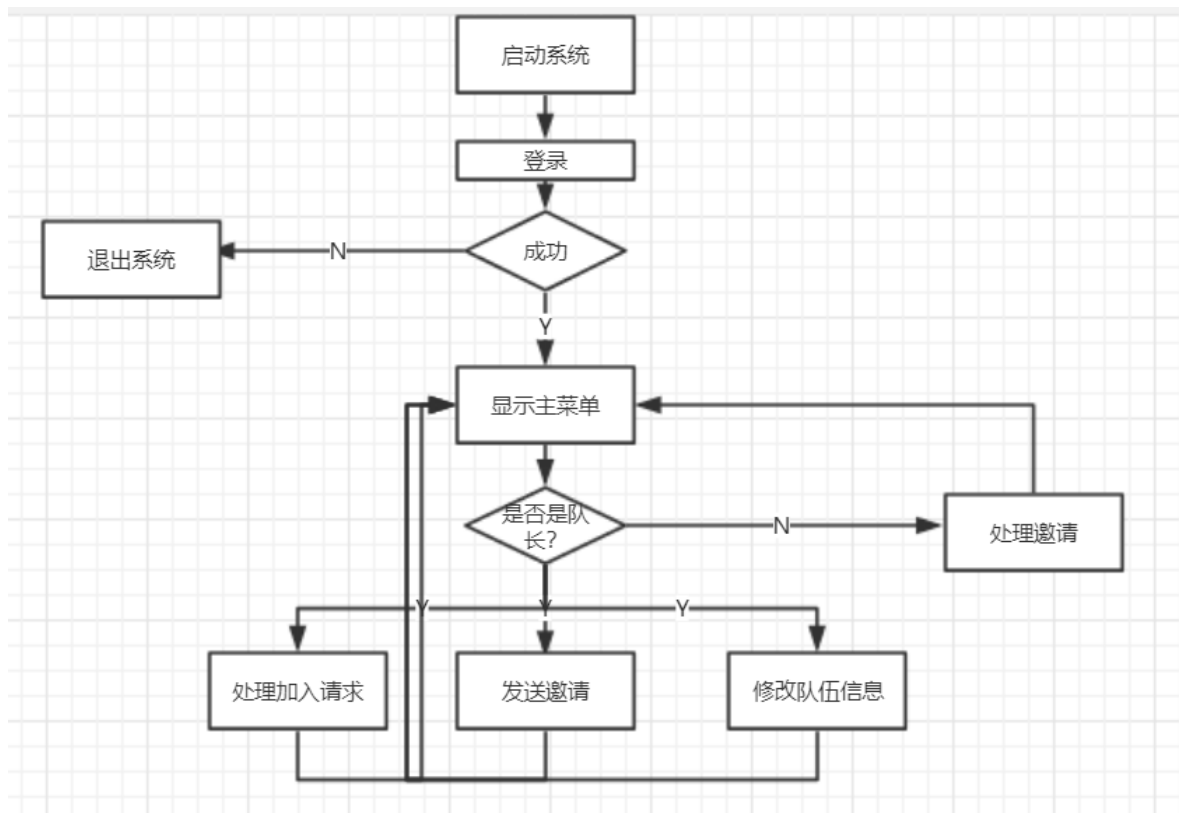 启动系统
登录
成功
N
退出系统
Y
显示主菜单
是否是队
长?
N
处理邀请
Y
Y
Y
处理加入请求
发送邀请
修改队伍信息